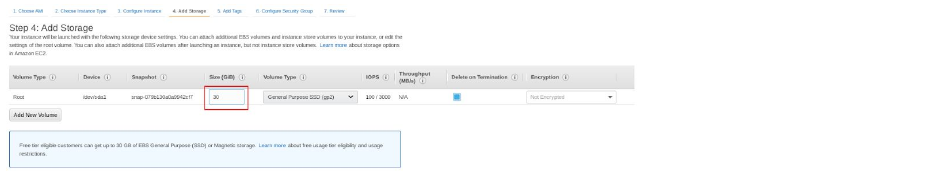 1. Choose AMI 2. Choose Instance Type 3. Configure Instance 4. Add Storage 5. Add Tags 6. Configure Security Group 7. Review
Step 4: Add Storage
Your instance will be launched with the following storage device settings. You can attach additional EBS volumes and instance store volumes to your instance, or edit the
settings of the root volume. You can also attach additional EBS volumes after launching an instance, but not instance store volumes. Learn more about storage options
in Amazon EC2.
Volume Type Device Snapshot Size (GiB) Volume Type IOPS Throughput (MB/s) Delete on Termination Encryption
Root /dev/sda1 30 General Purpose SSD (gp2) 100 / 3000 N/A Not Encrypted
Add New Volume
Free tier eligible customers can get up to 30 GB of EBS General Purpose (SSD) or Magnetic storage. Learn more about free usage tier eligibility and usage
restrictions.